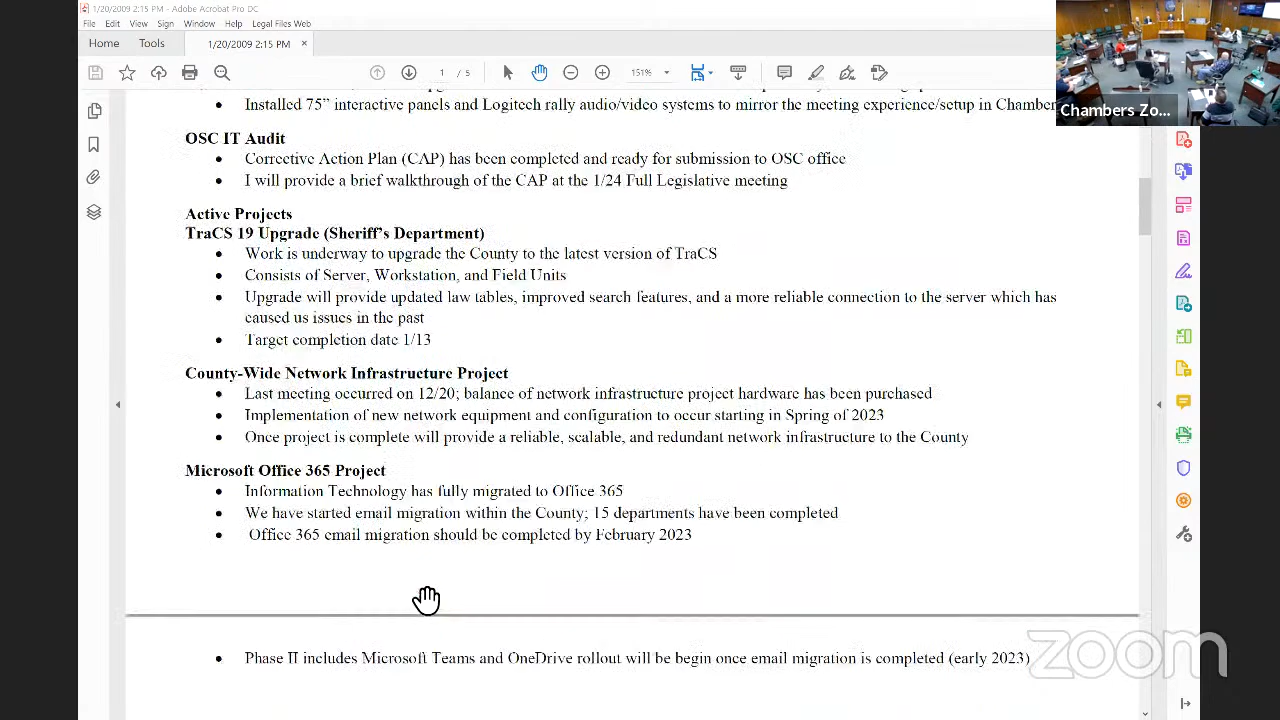 1/20/2009 2:15 PM - Adobe Acrobat Pro DC
File Edit View Sign Window Help Legal Files Web
Home Tools 1/20/2009 2:15 PM ×
1 / 5 151%
Installed 75” interactive panels and Logitech rally audio/video systems to mirror the meeting experience/setup in Chamber
Chambers Zo...
OSC IT Audit
• Corrective Action Plan (CAP) has been completed and ready for submission to OSC office
• I will provide a brief walkthrough of the CAP at the 1/24 Full Legislative meeting
Active Projects
TraCS 19 Upgrade (Sheriff’s Department)
• Work is underway to upgrade the County to the latest version of TraCS
• Consists of Server, Workstation, and Field Units
• Upgrade will provide updated law tables, improved search features, and a more reliable connection to the server which has
caused us issues in the past
• Target completion date 1/13
County-Wide Network Infrastructure Project
• Last meeting occurred on 12/20; balance of network infrastructure project hardware has been purchased
• Implementation of new network equipment and configuration to occur starting in Spring of 2023
• Once project is complete will provide a reliable, scalable, and redundant network infrastructure to the County
Microsoft Office 365 Project
• Information Technology has fully migrated to Office 365
• We have started email migration within the County; 15 departments have been completed
• Office 365 email migration should be completed by February 2023
• Phase II includes Microsoft Teams and OneDrive rollout will be begin once email migration is completed (early 2023)
zoom